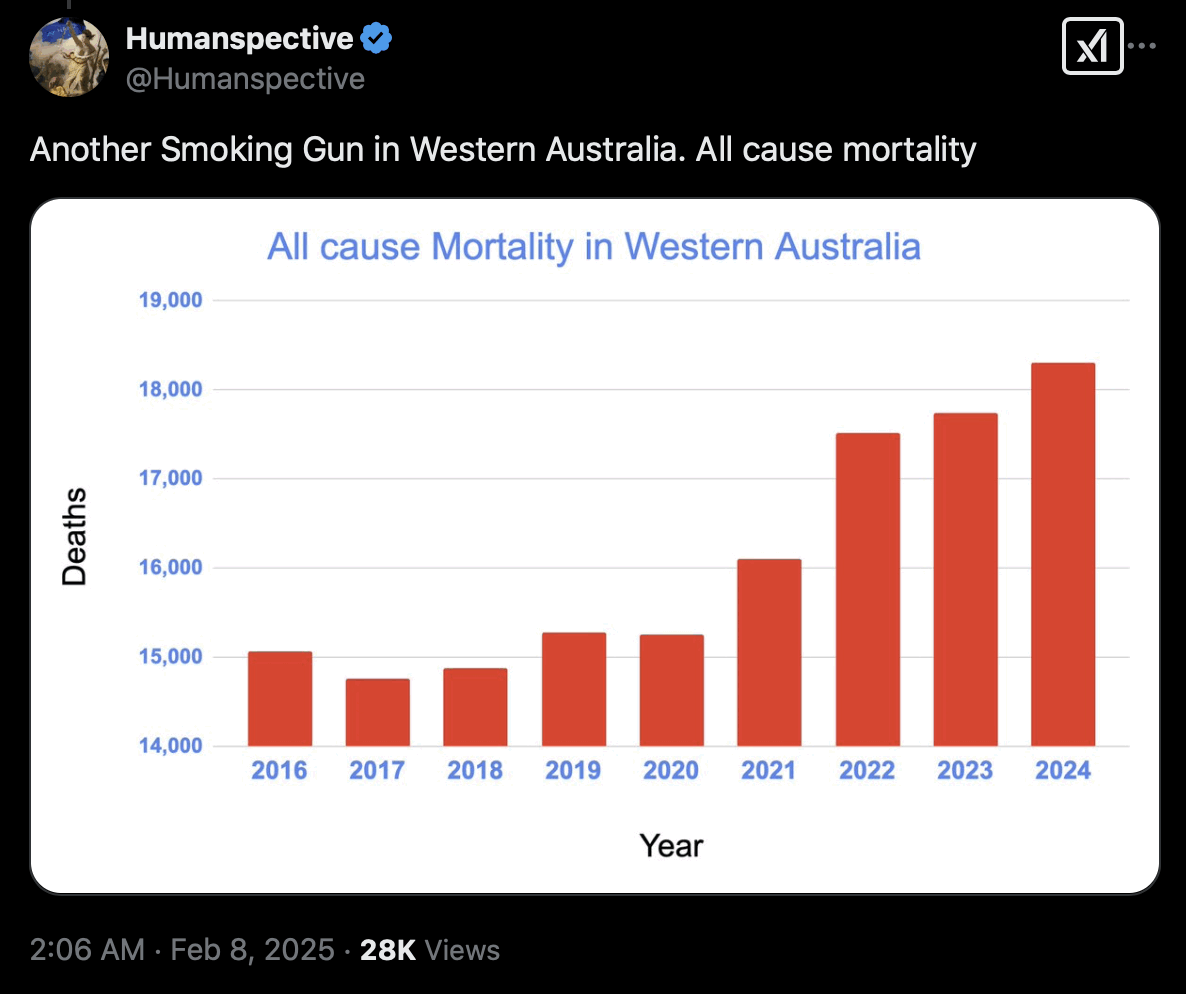 Humanspective
@Humanspective
Another Smoking Gun in Western Australia. All cause mortality
All cause Mortality in Western Australia
19,000
18,000
17,000
16,000
15,000
14,000
Deaths
2016 2017 2018 2019 2020 2021 2022 2023 2024
Year
2:06 AM · Feb 8, 2025 · 28K Views